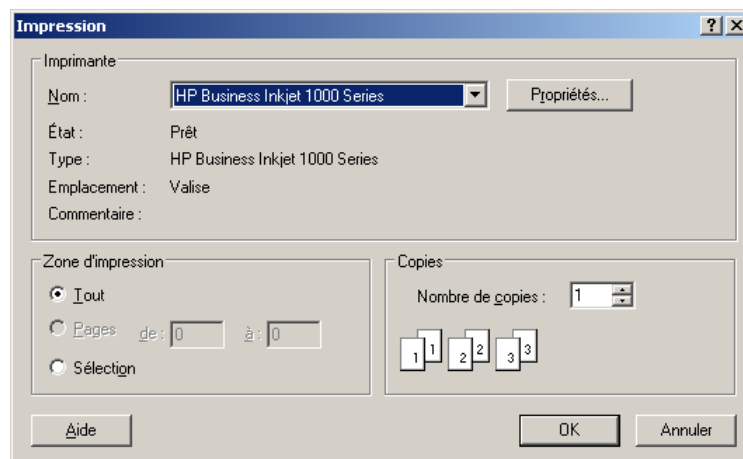 Impression
Imprimante
Nom : HP Business Inkjet 1000 Series Propriétés...
État : Prêt
Type : HP Business Inkjet 1000 Series
Emplacement : Valise
Commentaire :
Zone d'impression
Tout
Pages de : 0 à : 0
Sélection
Copies
Nombre de copies : 1
1 1 2 2 3 3
Aide OK Annuler